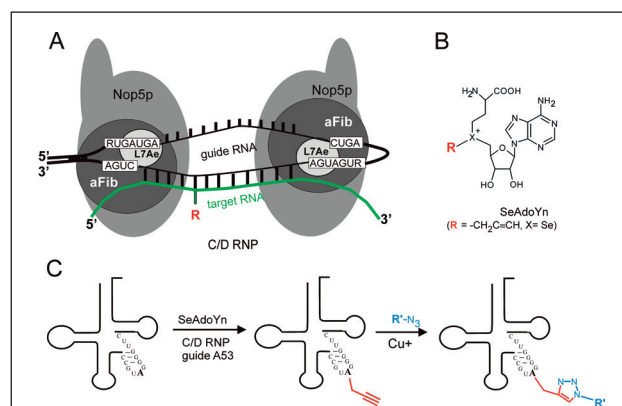 A
B
Nop5p
Nop5p
aFib
RUGAUGA
L7Ae
guide RNA
CUGA
L7Ae
AGUAGUR
5’
3’
AGUC
aFib
target RNA
R
5’
3’
C/D RNP
H₂N
COOH
NH₂
N
N
N
N
R
X
+
O
OH
OH
SeAdoYn
(R = -CH₂C≡CH, X= Se)
C
SeAdoYn
C/D RNP
guide A53
R'-N₃
Cu+
A
A
A
N=N
N
R'